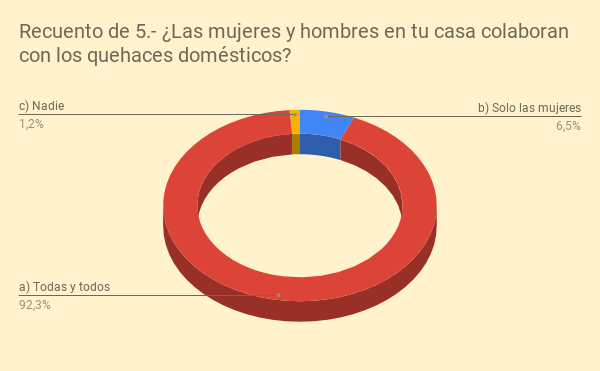 Recuento de 5.- ¿Las mujeres y hombres en tu casa colaboran
con los quehaces domésticos?
c) Nadie
1,2%
b) Solo las mujeres
6,5%
a) Todas y todos
92,3%